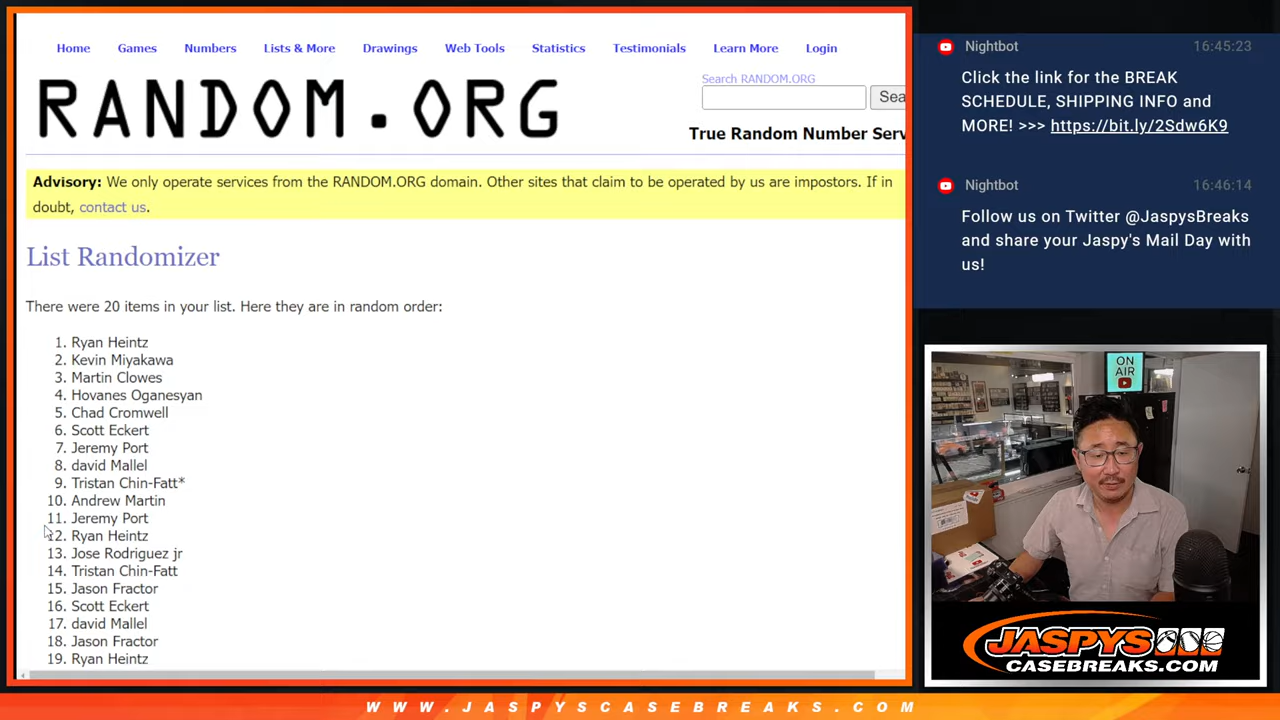 Home Games Numbers Lists & More Drawings Web Tools Statistics Testimonials Learn More Login
RANDOM.ORG
Search RANDOM.ORG
Sea
True Random Number Serv
Advisory: We only operate services from the RANDOM.ORG domain. Other sites that claim to be operated by us are impostors. If in
doubt, contact us.
List Randomizer
There were 20 items in your list. Here they are in random order:
1. Ryan Heintz
2. Kevin Miyakawa
3. Martin Clowes
4. Hovanes Oganesyan
5. Chad Cromwell
6. Scott Eckert
7. Jeremy Port
8. david Mallel
9. Tristan Chin-Fatt*
10. Andrew Martin
11. Jeremy Port
12. Ryan Heintz
13. Jose Rodriguez jr
14. Tristan Chin-Fatt
15. Jason Fractor
16. Scott Eckert
17. david Mallel
18. Jason Fractor
19. Ryan Heintz
Nightbot 16:45:23
Click the link for the BREAK
SCHEDULE, SHIPPING INFO and
MORE! >>> https://bit.ly/2Sdw6K9
Nightbot 16:46:14
Follow us on Twitter @JaspysBreaks
and share your Jaspy's Mail Day with
us!
ON
AIR
JASPYS
CASEBREAKS.COM
WWW.JASPYSCASEBREAKS.COM